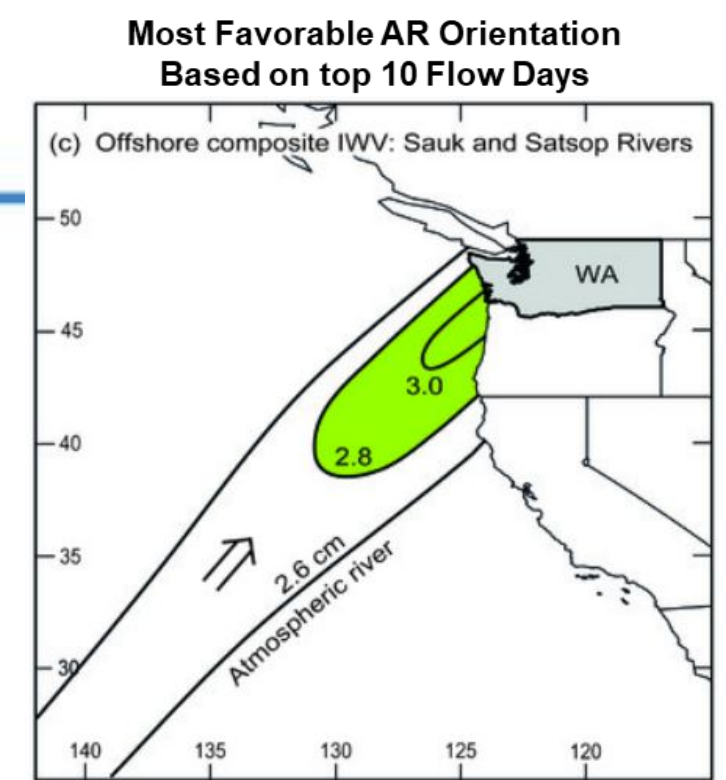 Most Favorable AR Orientation
Based on top 10 Flow Days
(c) Offshore composite IWV: Sauk and Satsop Rivers
50
WA
45
3.0
40
2.8
35
2.6 cm
Atmospheric river
30
140 135 130 125 120